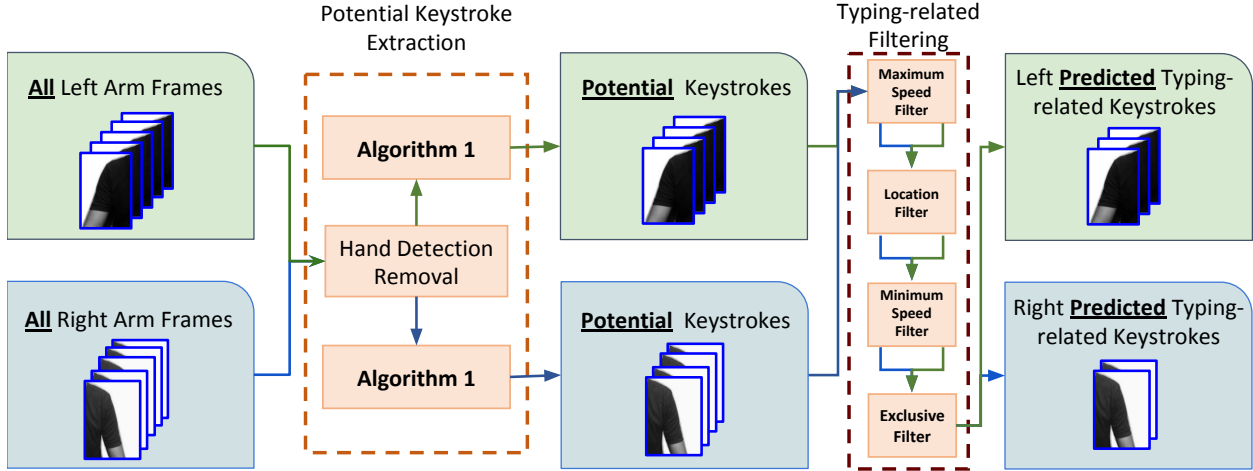 Potential Keystroke
Extraction
Typing-related
Filtering
All Left Arm Frames
Algorithm 1
Hand Detection
Removal
Algorithm 1
All Right Arm Frames
Potential Keystrokes
Potential Keystrokes
Maximum
Speed
Filter
Location
Filter
Minimum
Speed
Filter
Exclusive
Filter
Left Predicted Typing-
related Keystrokes
Right Predicted Typing-
related Keystrokes